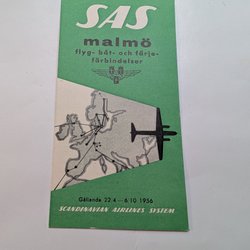 SAS
malmö
flyg- båt- och färje-
förbindelser
Gällande 22/4—6/10 1956
SCANDINAVIAN AIRLINES SYSTEM